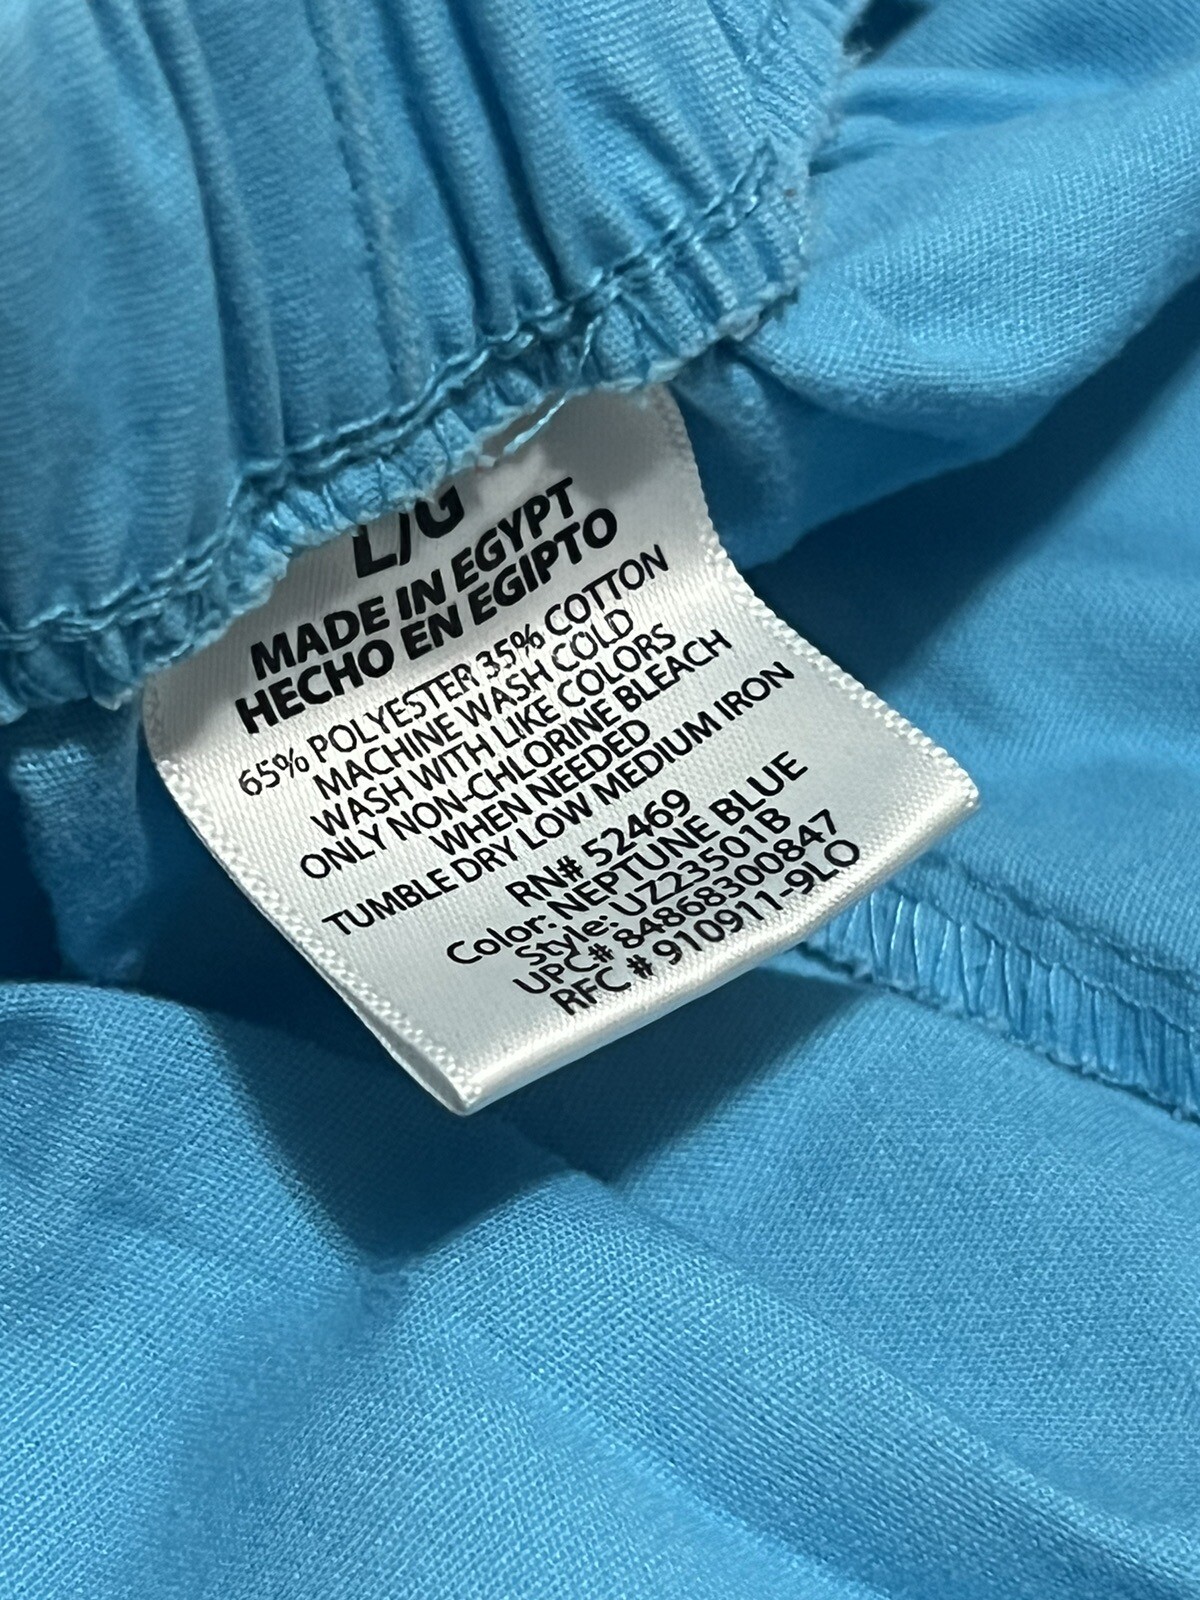 L/G
MADE IN EGYPT
HECHO EN EGIPTO
65% POLYESTER 35% COTTON
MACHINE WASH COLD
WASH WITH LIKE COLORS
ONLY NON-CHLORINE BLEACH
WHEN NEEDED
TUMBLE DRY LOW MEDIUM IRON
RN# 52469
Color: NEPTUNE BLUE
Style: UZ23501B
UPC# 84868300847
RFC # 910911-9LO